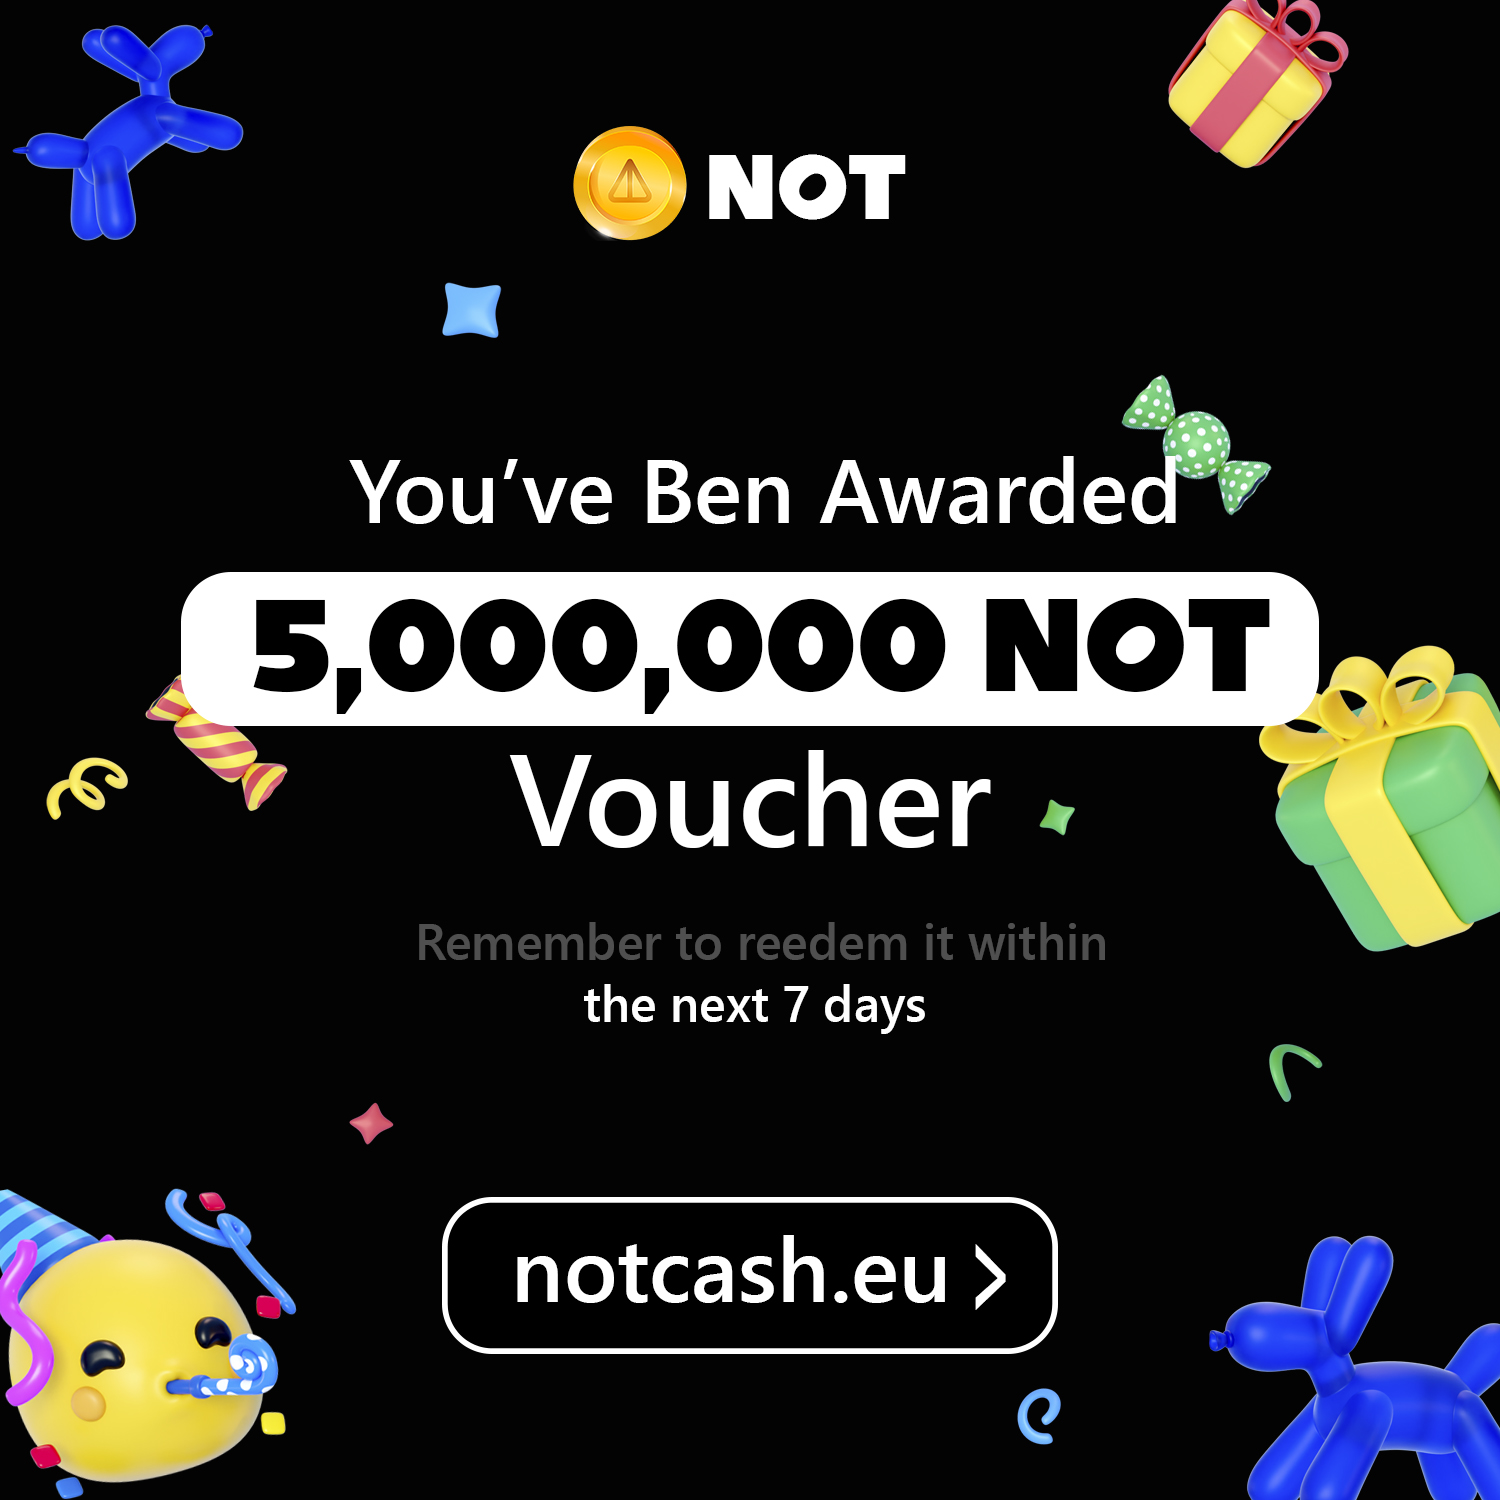 NOT
You’ve Ben Awarded
5,000,000 NOT
Voucher
Remember to reedem it within
the next 7 days
notcash.eu >